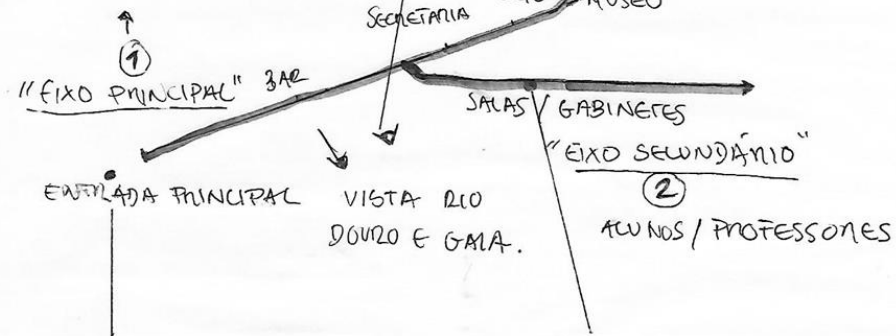 SECRETARIA
MUSEU
1
"EIXO PRINCIPAL"
BAR
SALAS / GABINETES
"EIXO SECUNDÁRIO"
2
ALUNOS / PROFESSORES
ENTRADA PRINCIPAL
VISTA RIO
DOURO E GAIA.